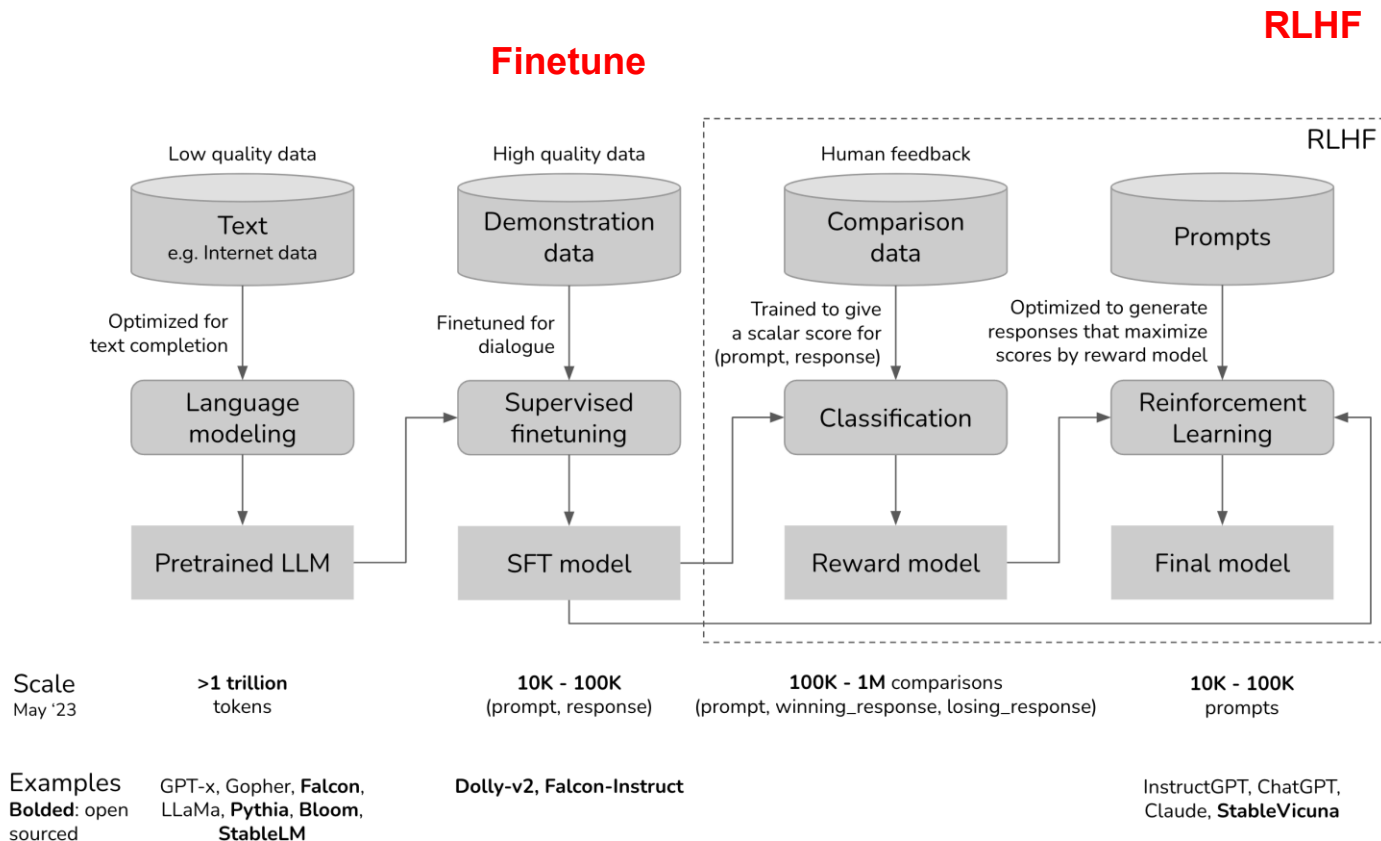 RLHF
Finetune
RLHF
Low quality data
High quality data
Human feedback
Text
e.g. Internet data
Demonstration
data
Comparison
data
Prompts
Optimized for
text completion
Finetuned for
dialogue
Trained to give
a scalar score for
(prompt, response)
Optimized to generate
responses that maximize
scores by reward model
Language
modeling
Supervised
finetuning
Classification
Reinforcement
Learning
Pretrained LLM
SFT model
Reward model
Final model
Scale
May ‘23
>1 trillion
tokens
10K - 100K
(prompt, response)
100K - 1M comparisons
(prompt, winning_response, losing_response)
10K - 100K
prompts
Examples
Bolded: open
sourced
GPT-x, Gopher, Falcon,
LLaMa, Pythia, Bloom,
StableLM
Dolly-v2, Falcon-Instruct
InstructGPT, ChatGPT,
Claude, StableVicuna